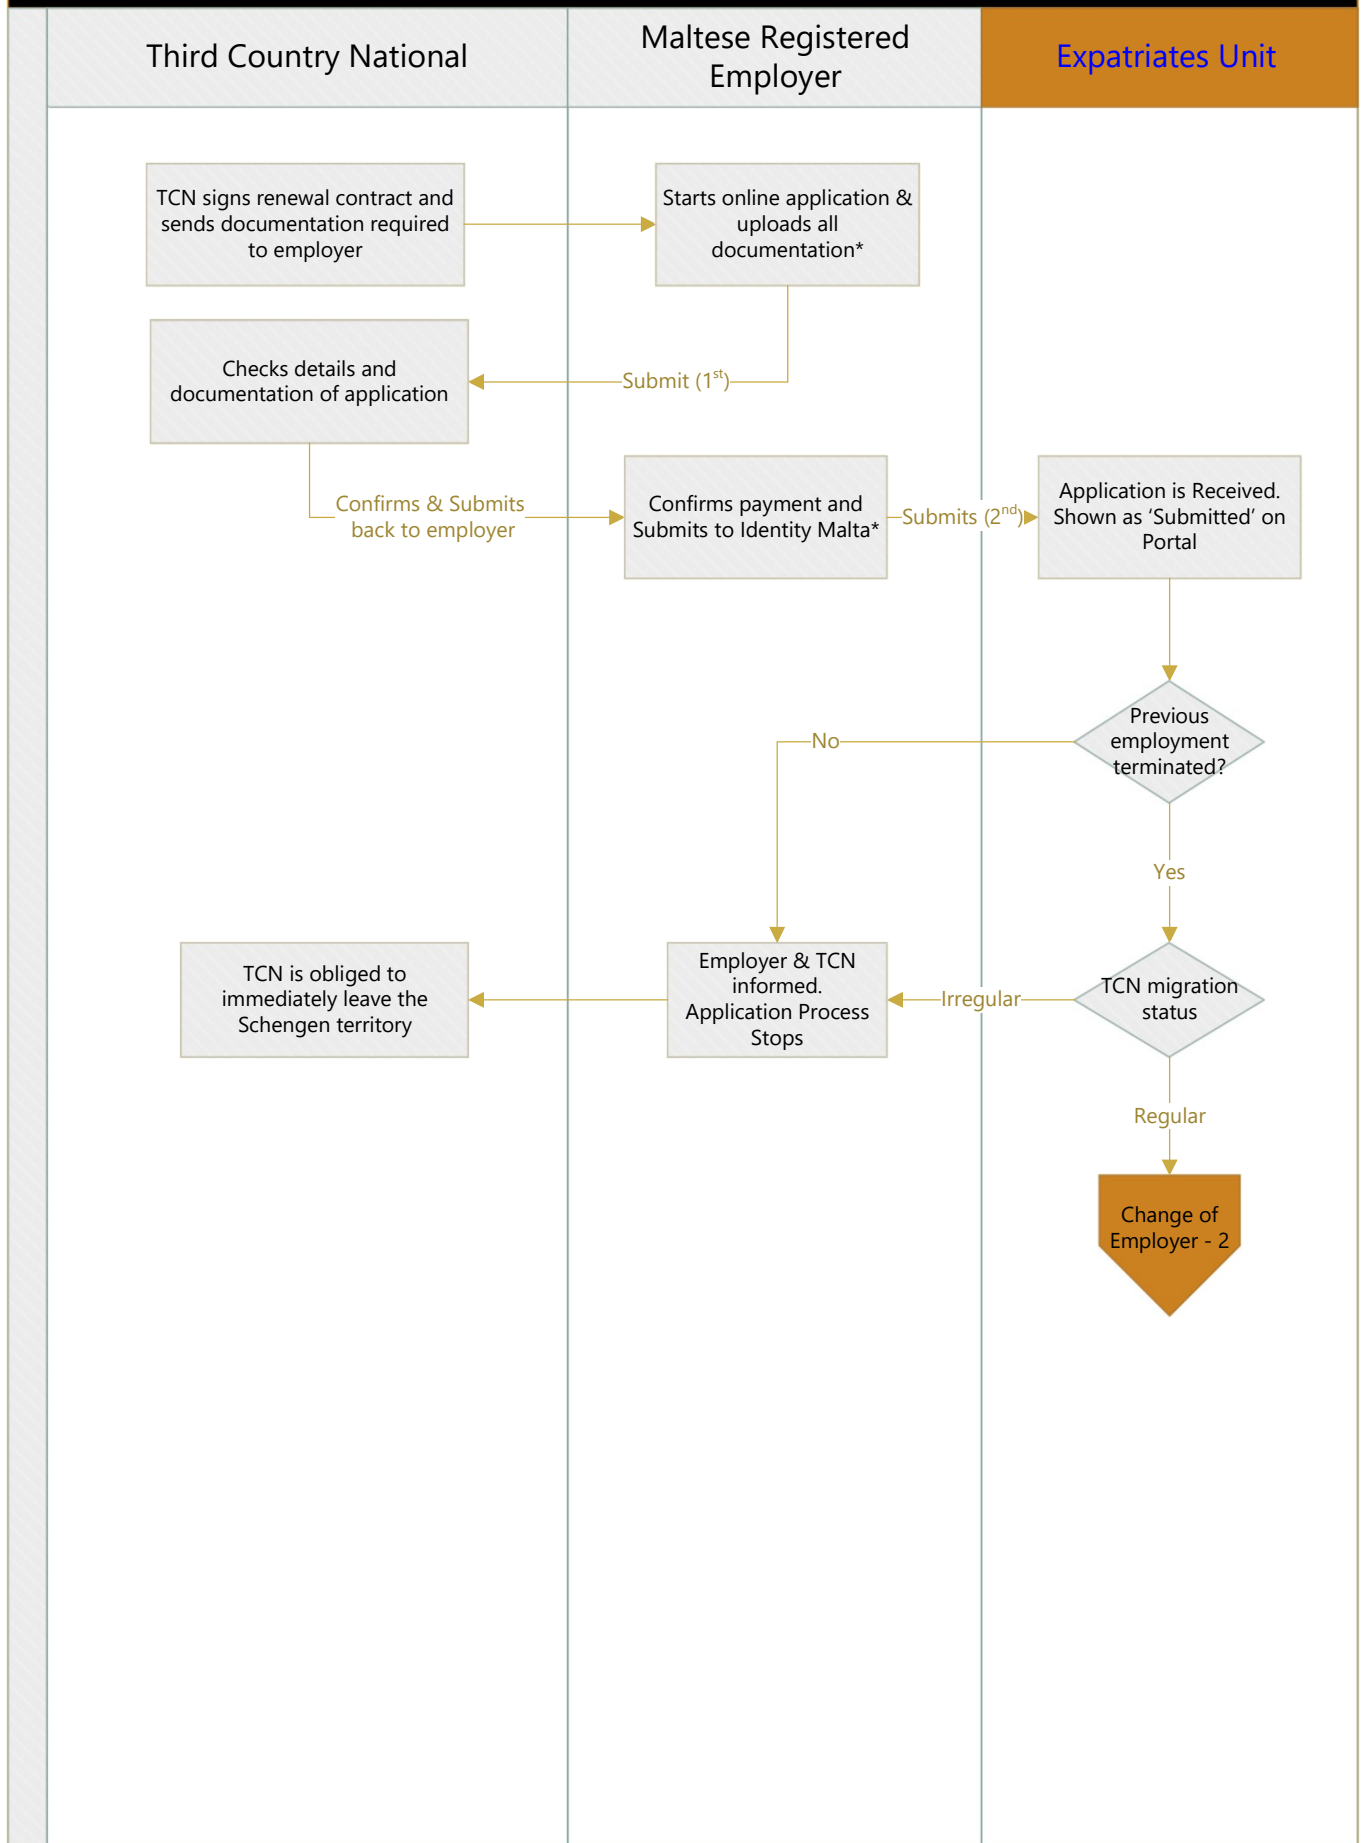 Third Country National
Maltese Registered
Employer
Expatriates Unit
TCN signs renewal contract and
sends documentation required
to employer
Starts online application &
uploads all
documentation*
Checks details and
documentation of application
Submit (1st)
Confirms & Submits
back to employer
Confirms payment and
Submits to Identity Malta*
Submits (2nd)
Application is Received.
Shown as ‘Submitted’ on
Portal
Previous
employment
terminated?
No
Yes
TCN is obliged to
immediately leave the
Schengen territory
Employer & TCN
informed.
Application Process
Stops
Irregular
TCN migration
status
Regular
Change of
Employer - 2